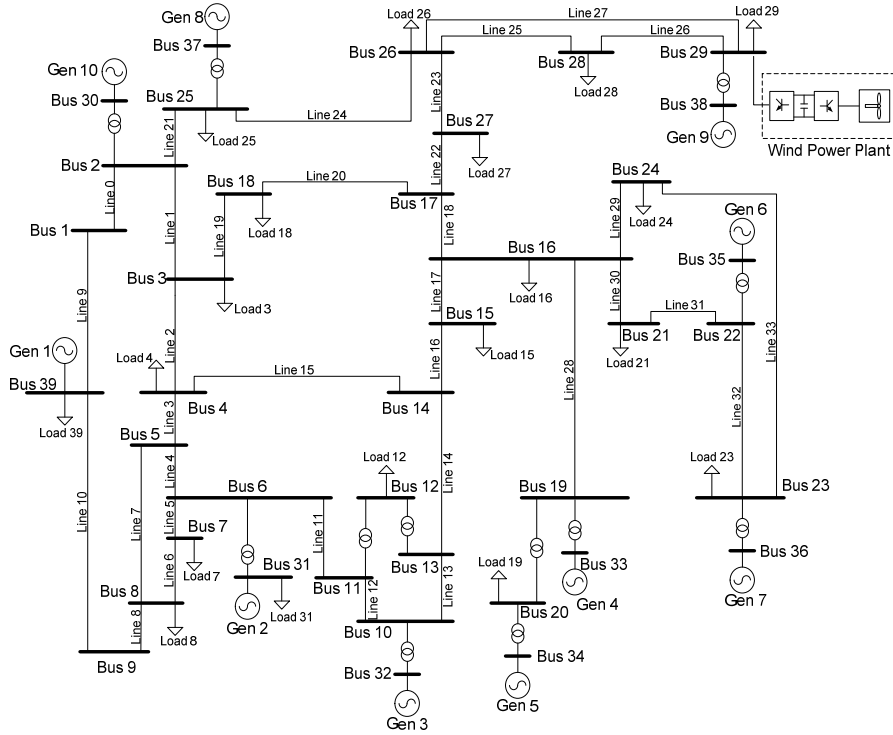 Gen 8
Bus 37
Gen 10
Bus 30
Bus 25
Line 21
Load 25
Line 24
Bus 2
Line 0
Line 1
Bus 1
Line 9
Bus 18
Line 20
Line 19
Load 18
Bus 3
Load 3
Line 2
Gen 1
Bus 39
Load 39
Load 4
Line 15
Bus 4
Line 3
Bus 5
Line 4
Line 7
Line 10
Line 5
Bus 6
Bus 7
Load 7
Line 6
Bus 8
Load 8
Line 8
Bus 9
Bus 31
Gen 2
Load 31
Line 11
Bus 11
Line 12
Load 12
Bus 12
Bus 13
Line 13
Line 14
Bus 10
Bus 32
Gen 3
Load 26
Bus 26
Line 27
Line 25
Line 26
Bus 28
Load 28
Load 29
Bus 29
Bus 38
Gen 9
Wind Power Plant
Line 23
Bus 27
Load 27
Line 22
Bus 17
Line 18
Bus 16
Load 16
Line 17
Bus 15
Load 15
Line 16
Bus 14
Bus 24
Load 24
Line 29
Line 30
Gen 6
Bus 35
Line 31
Bus 21
Load 21
Bus 22
Line 33
Line 32
Line 28
Load 23
Bus 23
Bus 36
Gen 7
Bus 19
Bus 33
Gen 4
Load 19
Bus 20
Bus 34
Gen 5